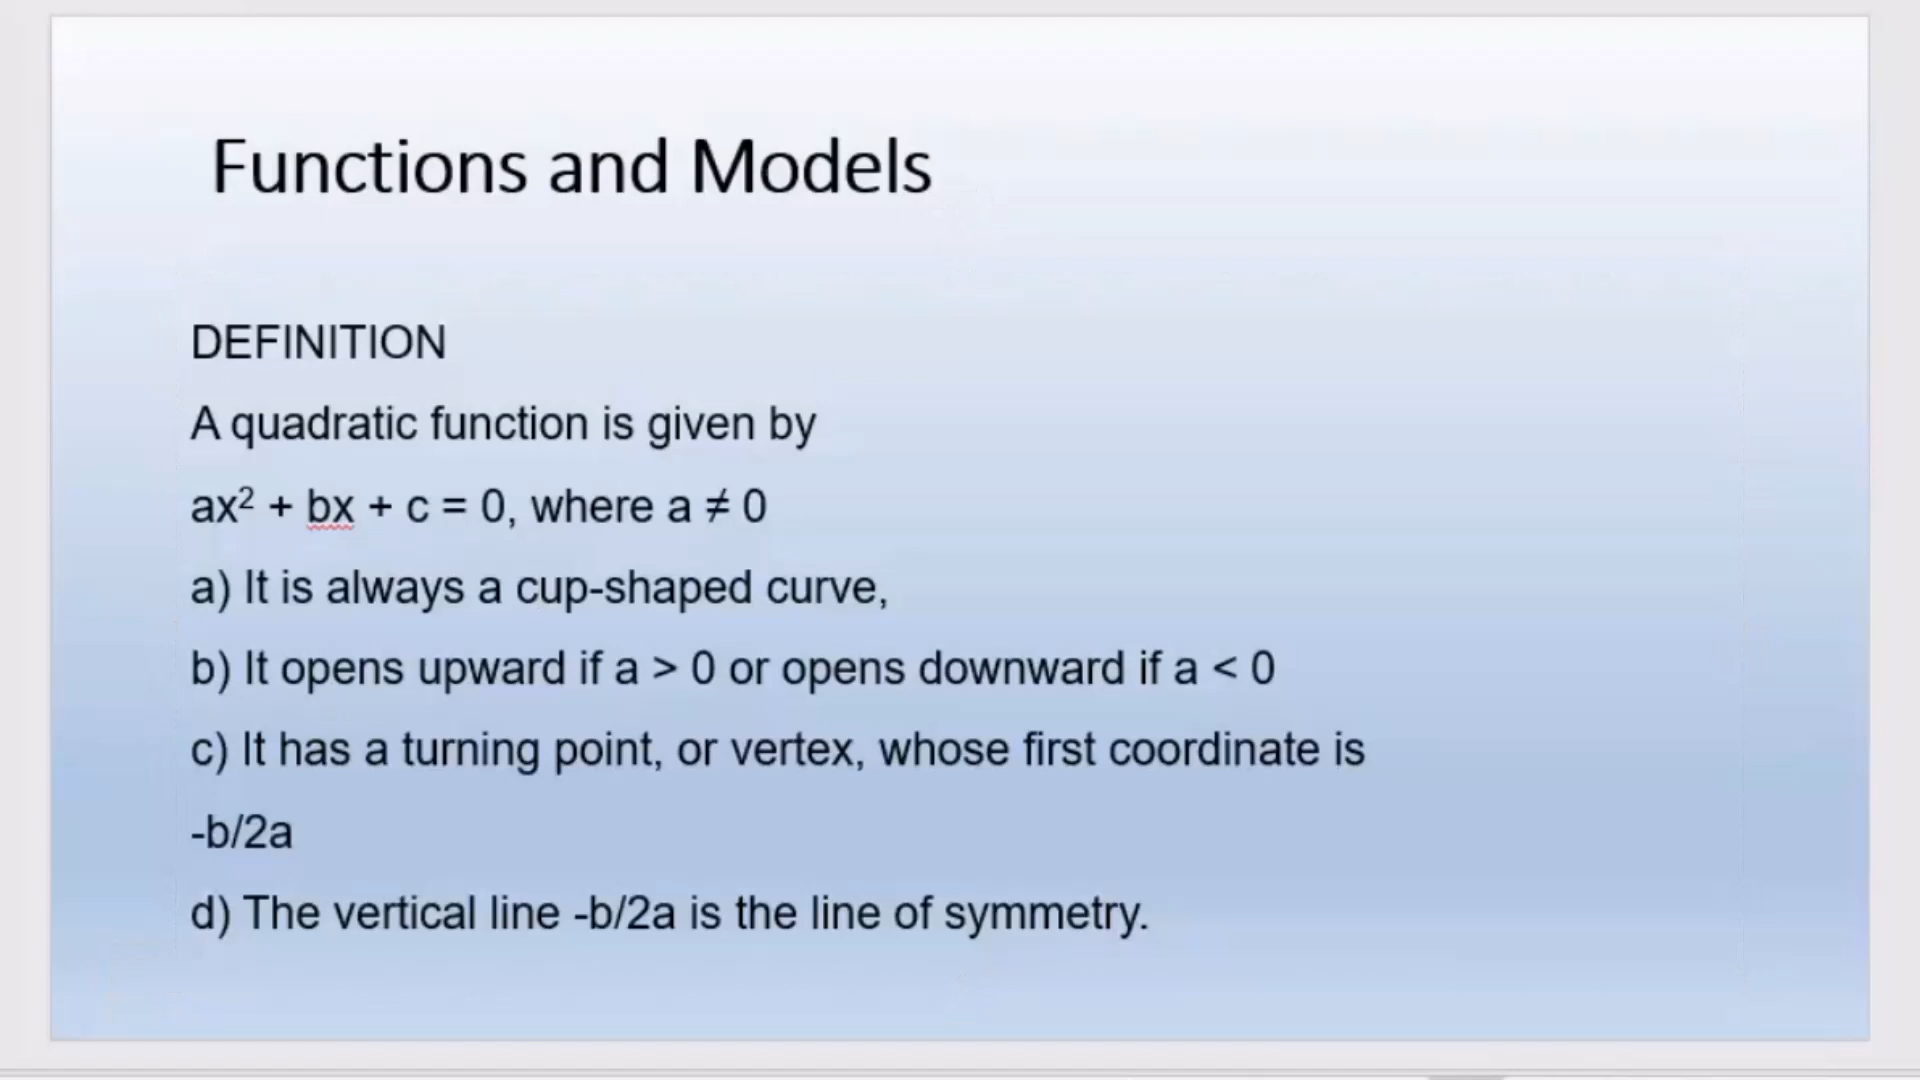 Functions and Models
DEFINITION
A quadratic function is given by
ax² + bx + c = 0, where a ≠ 0
a) It is always a cup-shaped curve,
b) It opens upward if a > 0 or opens downward if a < 0
c) It has a turning point, or vertex, whose first coordinate is
-b/2a
d) The vertical line -b/2a is the line of symmetry.